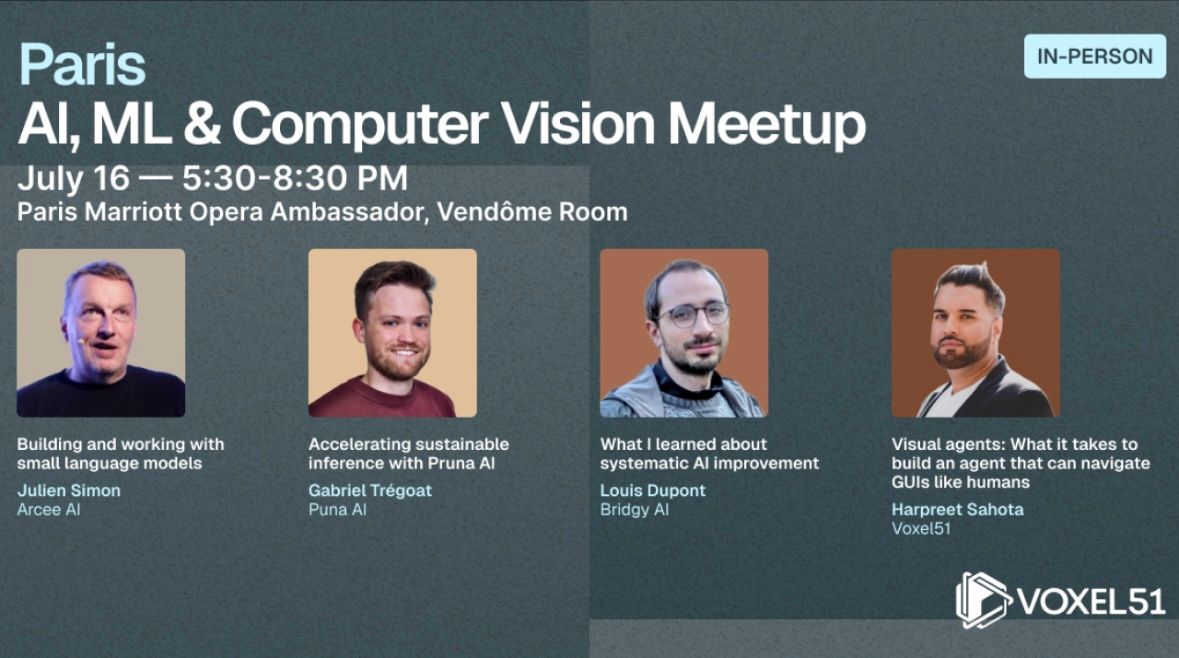 Paris
IN-PERSON
AI, ML & Computer Vision Meetup
July 16 — 5:30-8:30 PM
Paris Marriott Opera Ambassador, Vendôme Room
Building and working with
small language models
Julien Simon
Arcee AI
Accelerating sustainable
inference with Pruna AI
Gabriel Trégoat
Puna AI
What I learned about
systematic AI improvement
Louis Dupont
Bridgy AI
Visual agents: What it takes to
build an agent that can navigate
GUIs like humans
Harpreet Sahota
Voxel51
VOXEL51